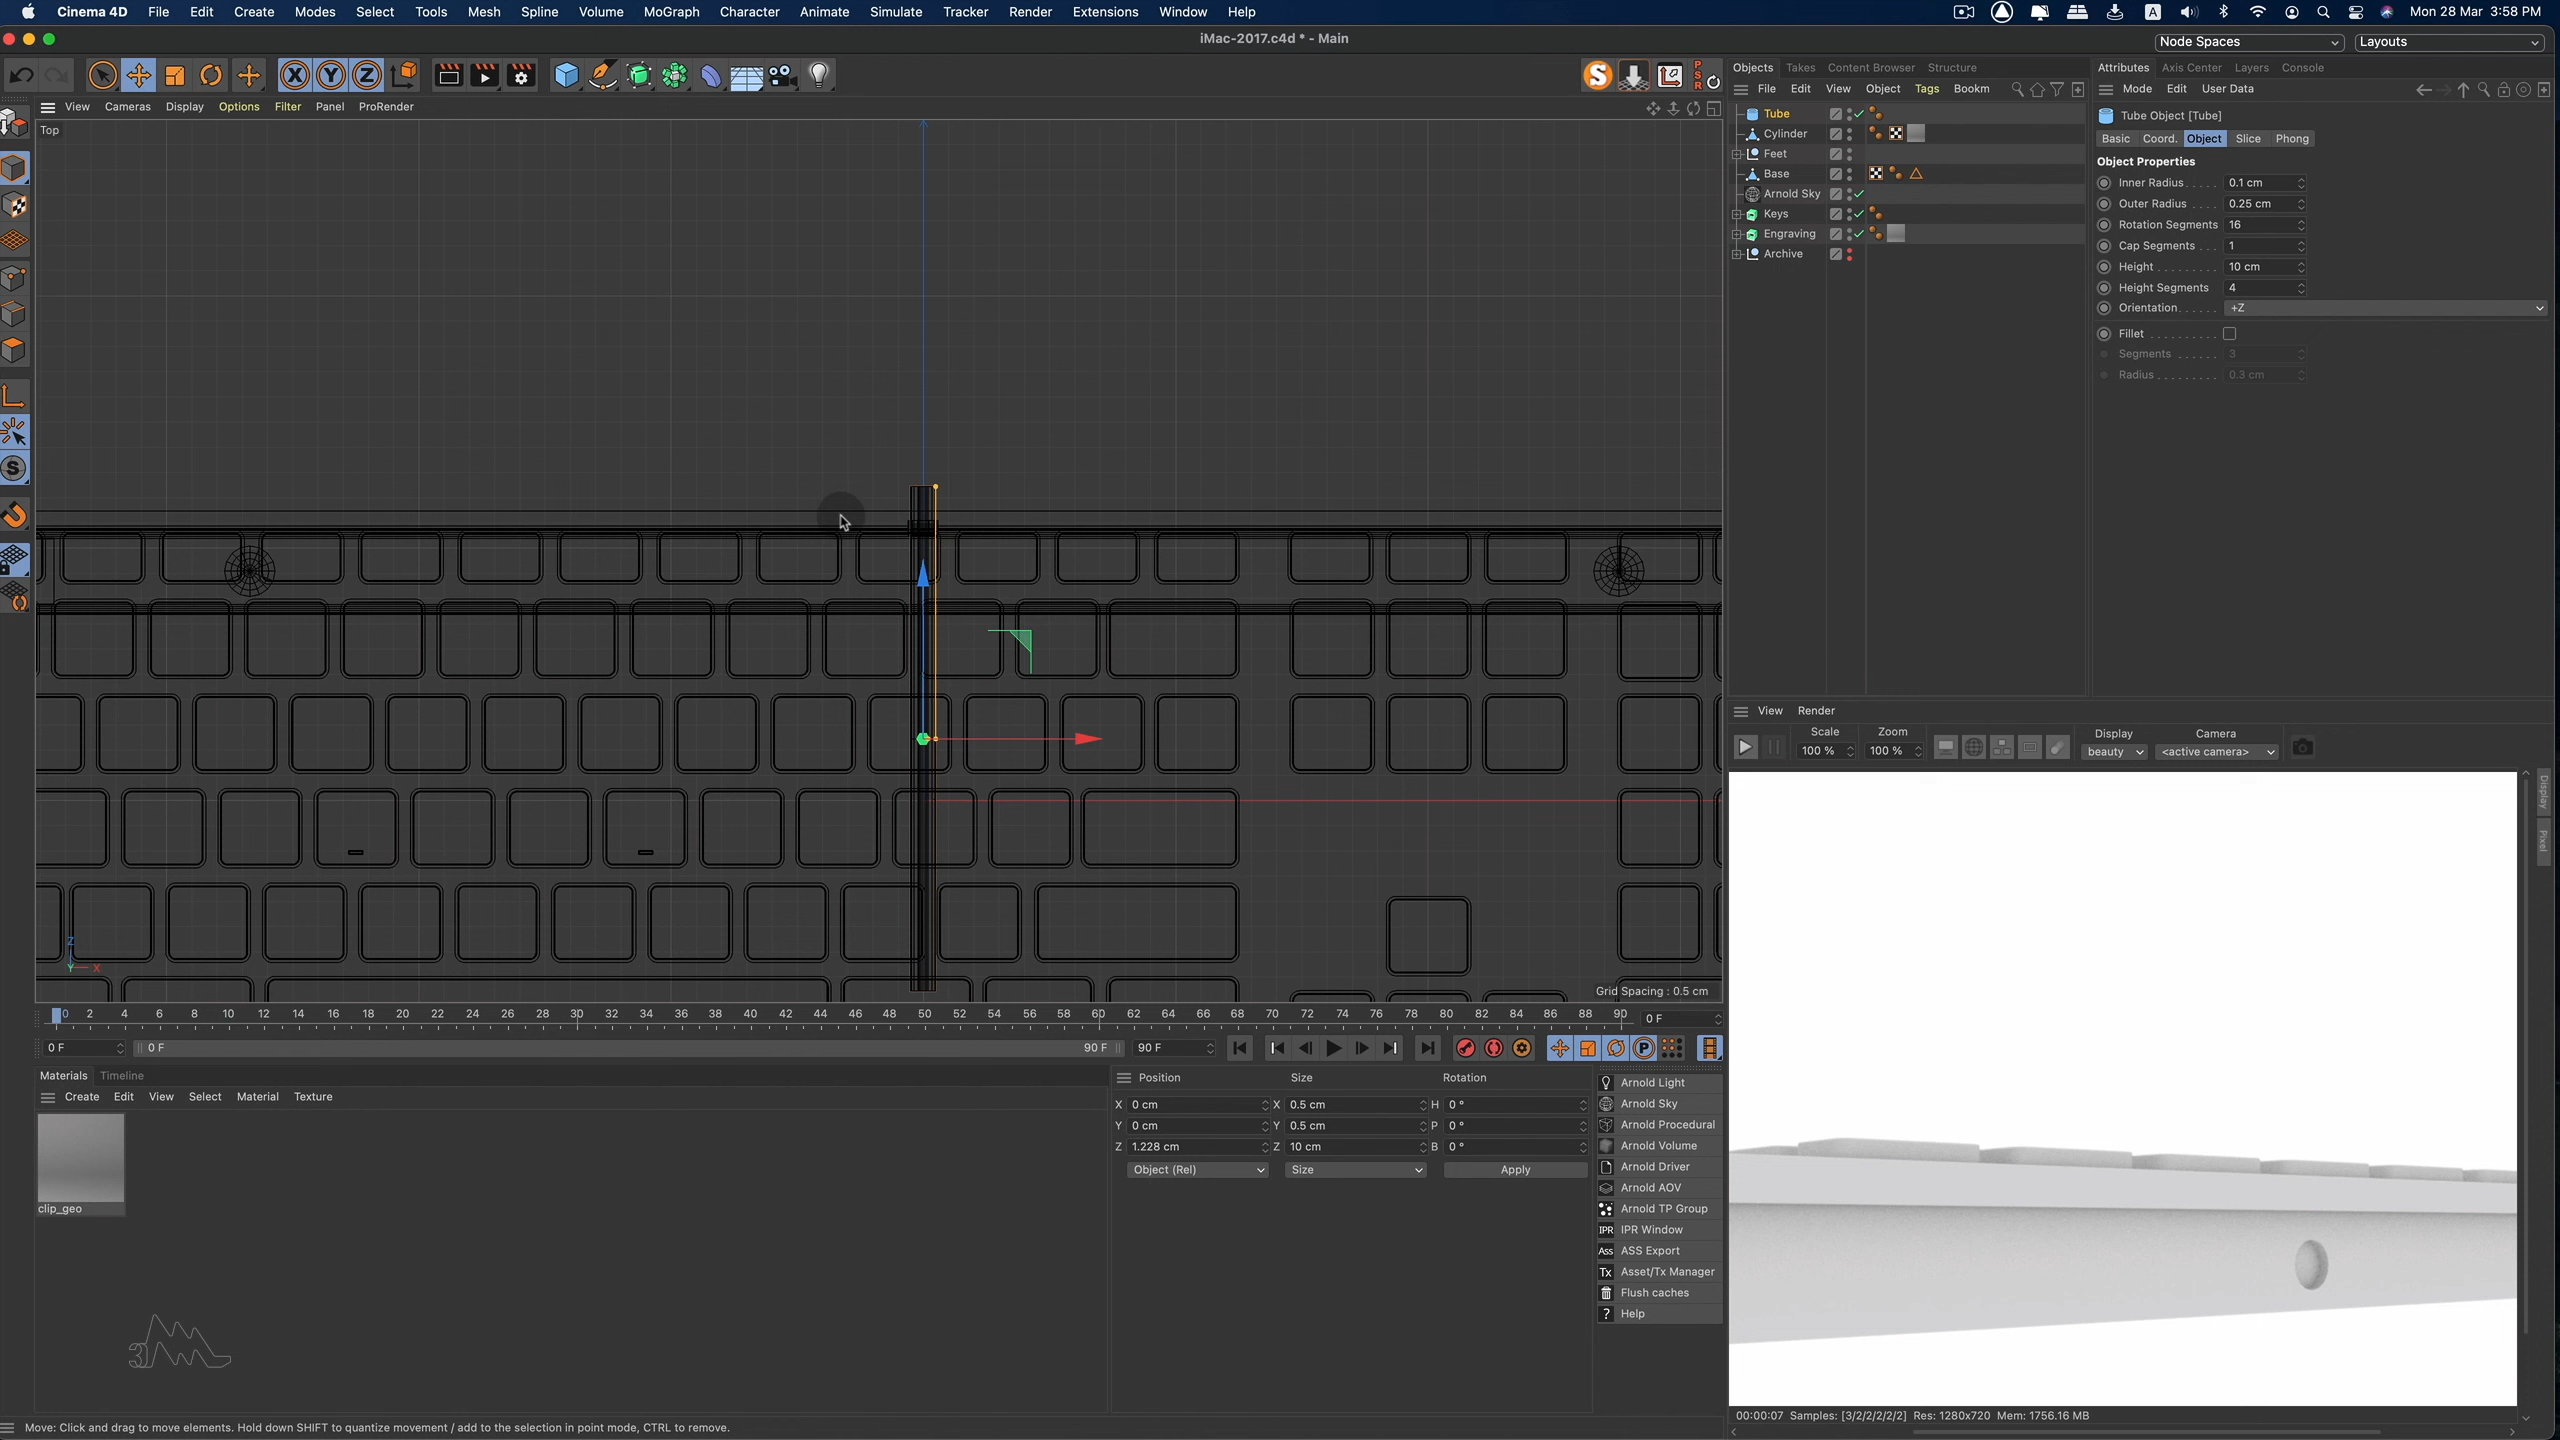 Cinema 4D File Edit Create Modes Select Tools Mesh Spline Volume MoGraph Character Animate Simulate Tracker Render Extensions Window Help A Mon 28 Mar 3:58 PM
iMac-2017.c4d * - Main
Node Spaces Layouts
X Y Z S PSR
Objects Takes Content Browser Structure
Attributes Axis Center Layers Console
View Cameras Display Options Filter Panel ProRender
File Edit View Object Tags Bookm
Mode Edit User Data
Top
Tube
Cylinder
Feet
Base
Arnold Sky
Keys
Engraving
Archive
Tube Object [Tube]
Basic Coord. Object Slice Phong
Object Properties
Inner Radius . . . . . 0.1 cm
Outer Radius . . . . 0.25 cm
Rotation Segments 16
Cap Segments . . . 1
Height . . . . . . . . . . 10 cm
Height Segments 4
Orientation . . . . . . +Z
Fillet . . . . . . . . . . .
Segments . . . . . . . 3
Radius . . . . . . . . . . 0.3 cm
S
Z
Y X
Grid Spacing : 0.5 cm
View Render
Scale Zoom Display Camera
100 % 100 % beauty <active camera>
Display
Pixel
0 2 4 6 8 10 12 14 16 18 20 22 24 26 28 30 32 34 36 38 40 42 44 46 48 50 52 54 56 58 60 62 64 66 68 70 72 74 76 78 80 82 84 86 88 90 0 F
0 F 0 F 90 F 90 F P
Materials Timeline
Create Edit View Select Material Texture
clip_geo
Position Size Rotation
X 0 cm X 0.5 cm H 0 °
Y 0 cm Y 0.5 cm P 0 °
Z 1.228 cm Z 10 cm B 0 °
Object (Rel) Size Apply
Arnold Light
Arnold Sky
Arnold Procedural
Arnold Volume
Arnold Driver
Arnold AOV
Arnold TP Group
IPR IPR Window
Ass ASS Export
Tx Asset/Tx Manager
Flush caches
? Help
00:00:07 Samples: [3/2/2/2/2/2] Res: 1280x720 Mem: 1756.16 MB
Move: Click and drag to move elements. Hold down SHIFT to quantize movement / add to the selection in point mode, CTRL to remove.